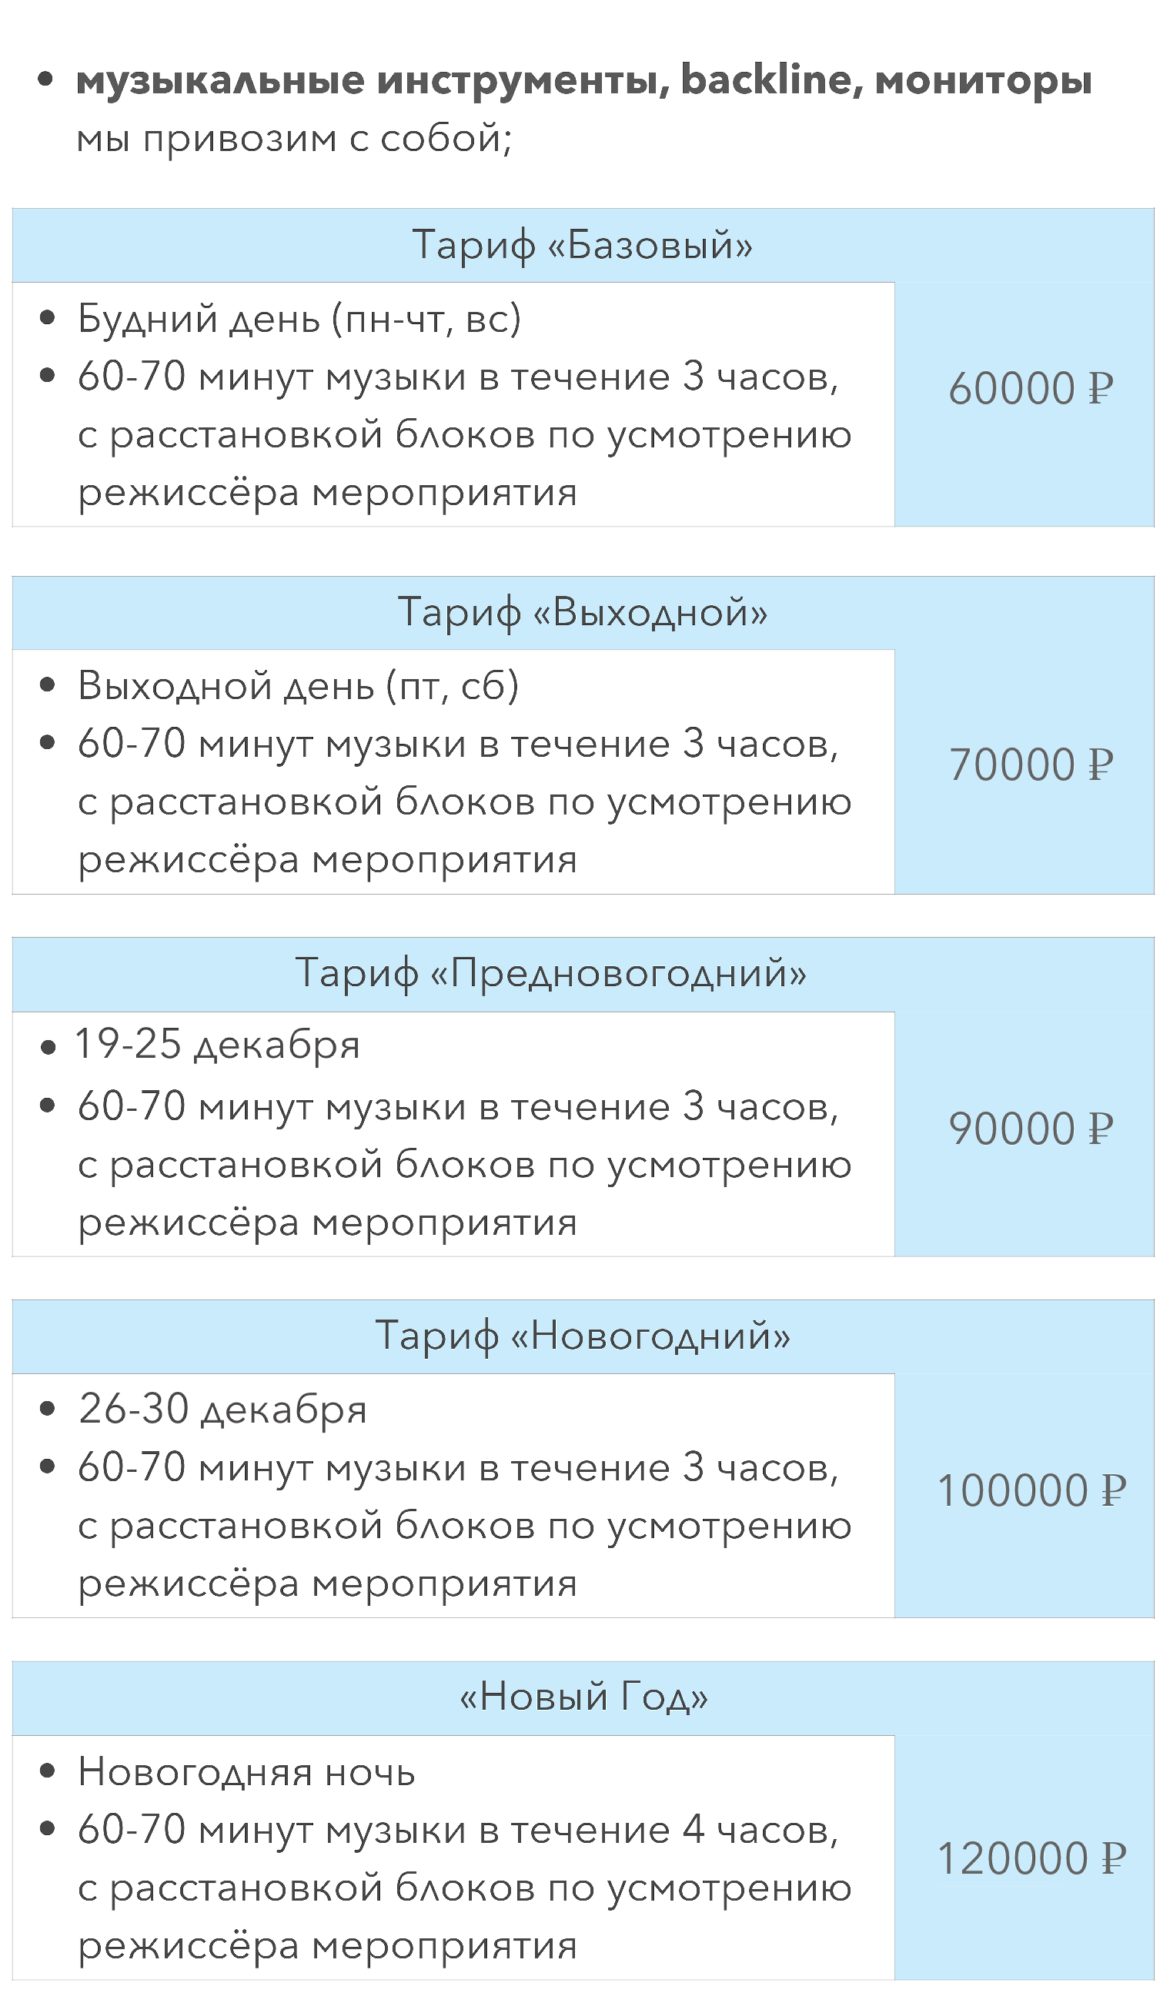 • музыкальные инструменты, backline, мониторы
мы привозим с собой;
Тариф «Базовый»
• Будний день (пн-чт, вс)
• 60-70 минут музыки в течение 3 часов,
с расстановкой блоков по усмотрению
режиссёра мероприятия
60000 ₽
Тариф «Выходной»
• Выходной день (пт, сб)
• 60-70 минут музыки в течение 3 часов,
с расстановкой блоков по усмотрению
режиссёра мероприятия
70000 ₽
Тариф «Предновогодний»
• 19-25 декабря
• 60-70 минут музыки в течение 3 часов,
с расстановкой блоков по усмотрению
режиссёра мероприятия
90000 ₽
Тариф «Новогодний»
• 26-30 декабря
• 60-70 минут музыки в течение 3 часов,
с расстановкой блоков по усмотрению
режиссёра мероприятия
100000 ₽
«Новый Год»
• Новогодняя ночь
• 60-70 минут музыки в течение 4 часов,
с расстановкой блоков по усмотрению
режиссёра мероприятия
120000 ₽